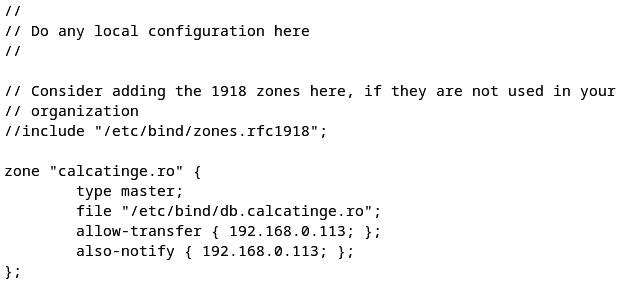 //
// Do any local configuration here
//
// Consider adding the 1918 zones here, if they are not used in your
// organization
//include "/etc/bind/zones.rfc1918";
zone "calcatinge.ro" {
        type master;
        file "/etc/bind/db.calcatinge.ro";
        allow-transfer { 192.168.0.113; };
        also-notify { 192.168.0.113; };
};